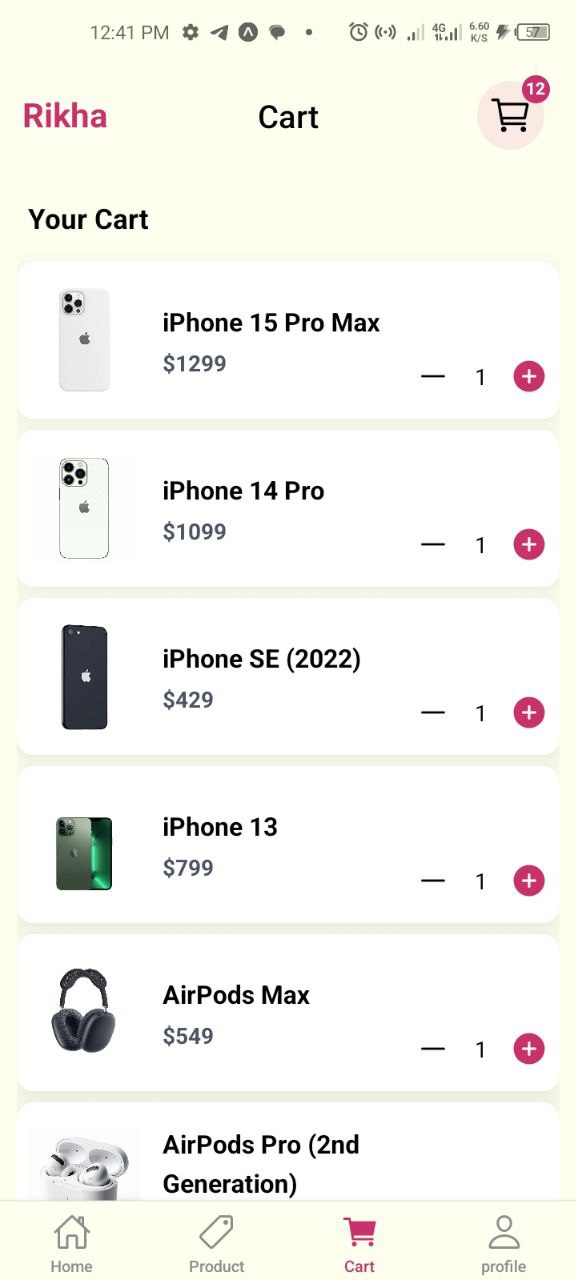 12:41 PM 4G 6.60 K/S 57
Rikha Cart 12
Your Cart
iPhone 15 Pro Max
$1299
1
iPhone 14 Pro
$1099
1
iPhone SE (2022)
$429
1
iPhone 13
$799
1
AirPods Max
$549
1
AirPods Pro (2nd
Generation)
Home Product Cart profile